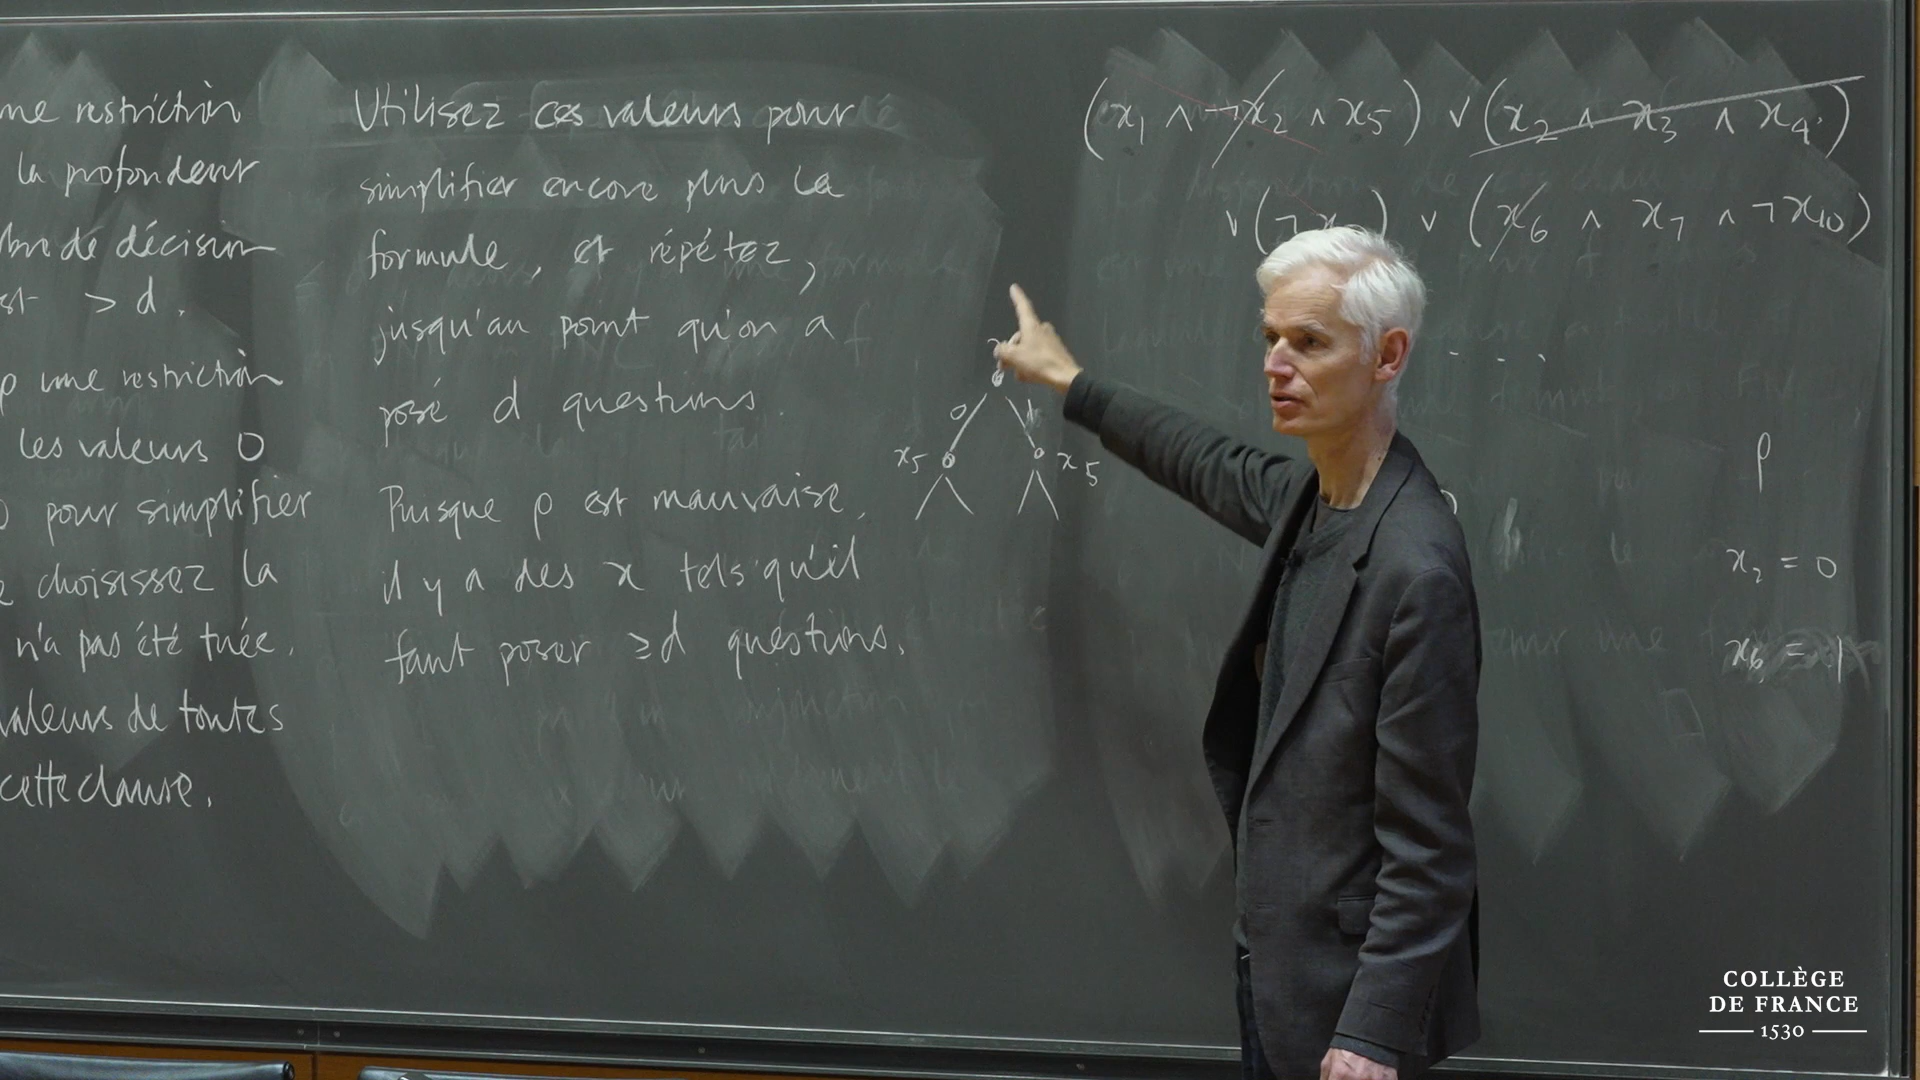 une restriction
la profondeur
de décision
st > d.
ρ une restriction
les valeurs 0
pour simplifier
choisissez la
n'a pas été tuée.
valeurs de toutes
cette clause.
Utilisez ces valeurs pour
simplifier encore plus la
formule, et répétez,
jusqu'au point qu'on a
posé d questions.
Puisque ρ est mauvaise,
il y a des x tels qu'il
faut poser ≥d questions.
0
x5
x5
(x1 ∧ ¬x2 ∧ x5) ∨ (x2 ∧ x3 ∧ x4)
∨ (¬ ) ∨ (x6 ∧ x7 ∧ ¬x10)
ρ
x2 = 0
x6 = 1
COLLÈGE
DE FRANCE
1530